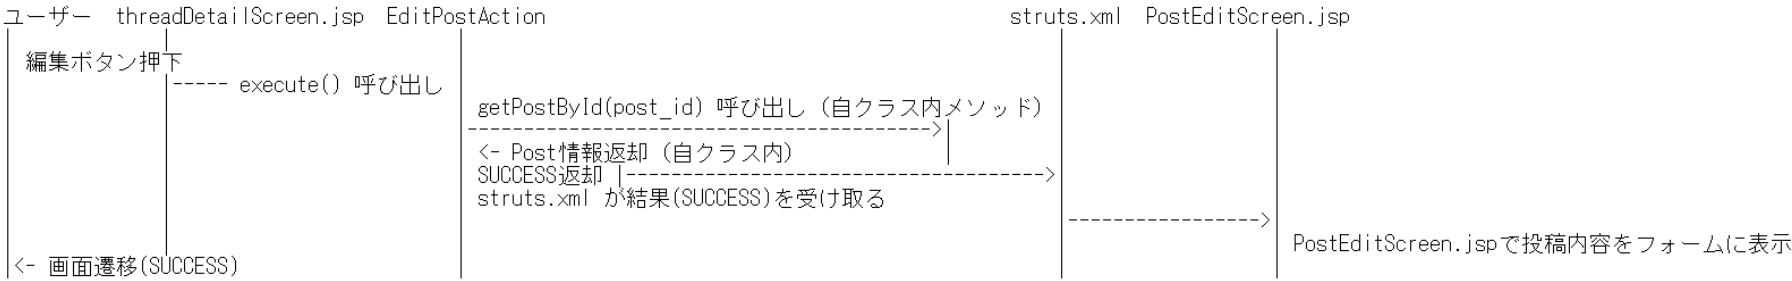 ユーザー threadDetailScreen.jsp EditPostAction struts.xml PostEditScreen.jsp
編集ボタン押下
----- execute() 呼び出し
getPostById(post_id) 呼び出し (自クラス内メソッド)
----------------------------------------->
<- Post情報返却 (自クラス内)
SUCCESS返却 |------------------------------------->
struts.xml が結果(SUCCESS)を受け取る
----------------->
PostEditScreen.jspで投稿内容をフォームに表示
<- 画面遷移(SUCCESS)